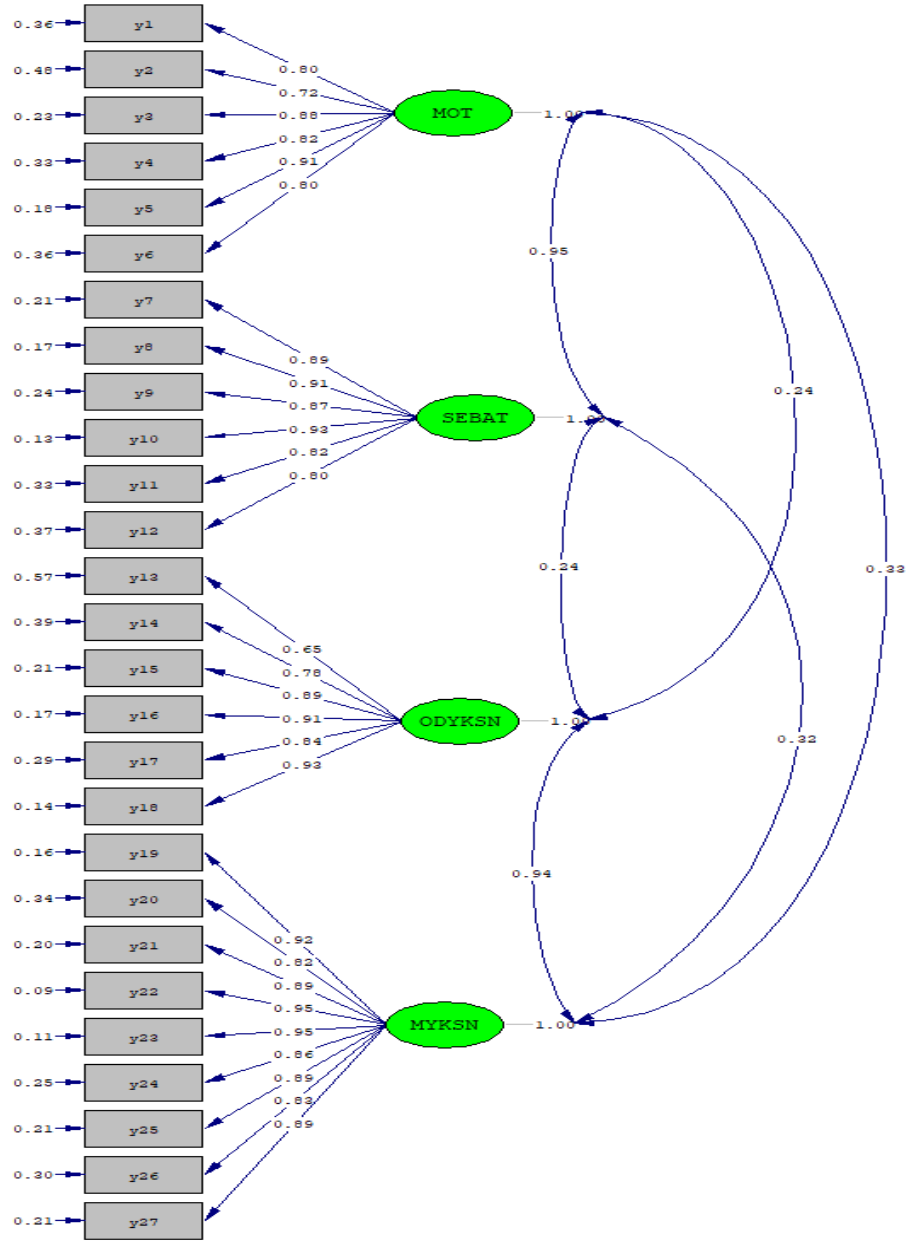 0.36 y1
0.48 y2
0.23 y3
0.33 y4
0.18 y5
0.36 y6
0.21 y7
0.17 y8
0.24 y9
0.13 y10
0.33 y11
0.37 y12
0.57 y13
0.39 y14
0.21 y15
0.17 y16
0.29 y17
0.14 y18
0.16 y19
0.34 y20
0.20 y21
0.09 y22
0.11 y23
0.25 y24
0.21 y25
0.30 y26
0.21 y27
0.80
0.72
0.88
0.82
0.91
0.80
MOT 1.00
0.89
0.91
0.87
0.93
0.82
0.80
SEBAT 1.00
0.65
0.78
0.89
0.91
0.84
0.93
ODYKSN 1.00
0.92
0.82
0.89
0.95
0.95
0.86
0.89
0.83
0.89
MYKSN 1.00
0.95
0.24
0.24
0.33
0.32
0.94